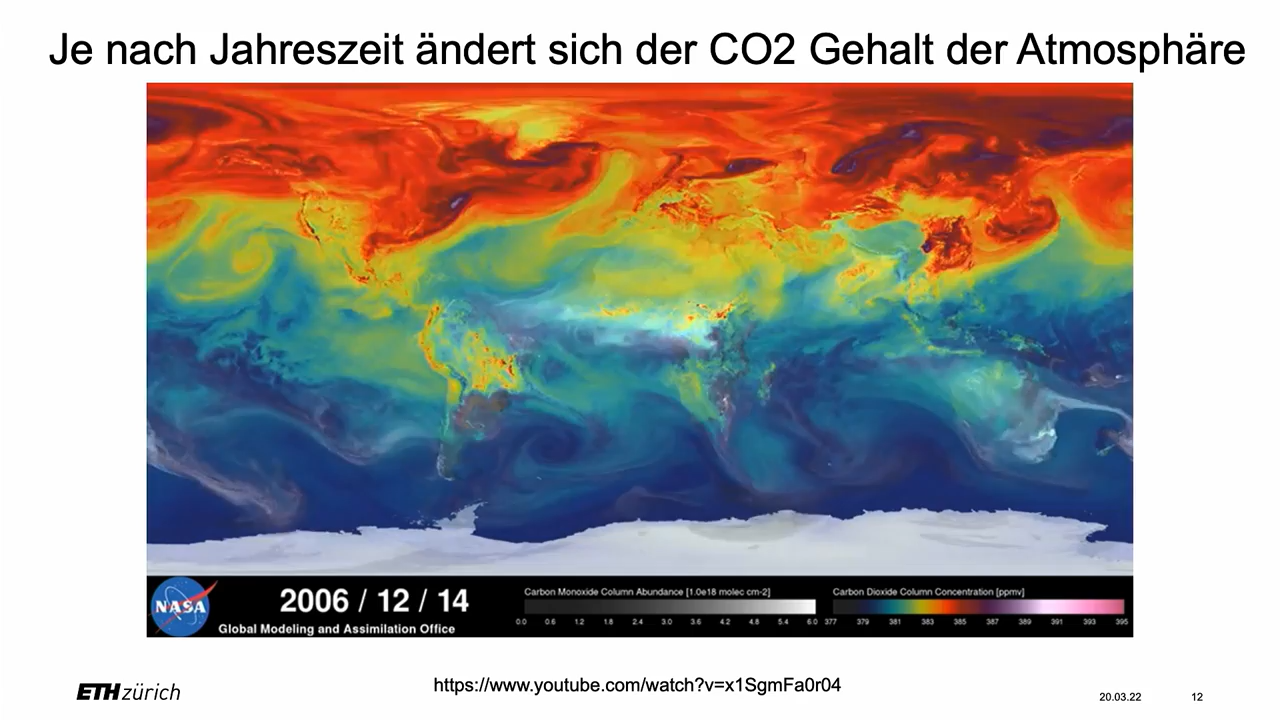 Je nach Jahreszeit ändert sich der CO2 Gehalt der Atmosphäre
NASA
2006 / 12 / 14
Global Modeling and Assimilation Office
Carbon Monoxide Column Abundance [1.0e18 molec cm-2]
0.0 0.6 1.2 1.8 2.4 3.0 3.6 4.2 4.8 5.4 6.0
Carbon Dioxide Column Concentration [ppmv]
377 379 381 383 385 387 389 391 393 395
ETH zürich
https://www.youtube.com/watch?v=x1SgmFa0r04
20.03.22
12